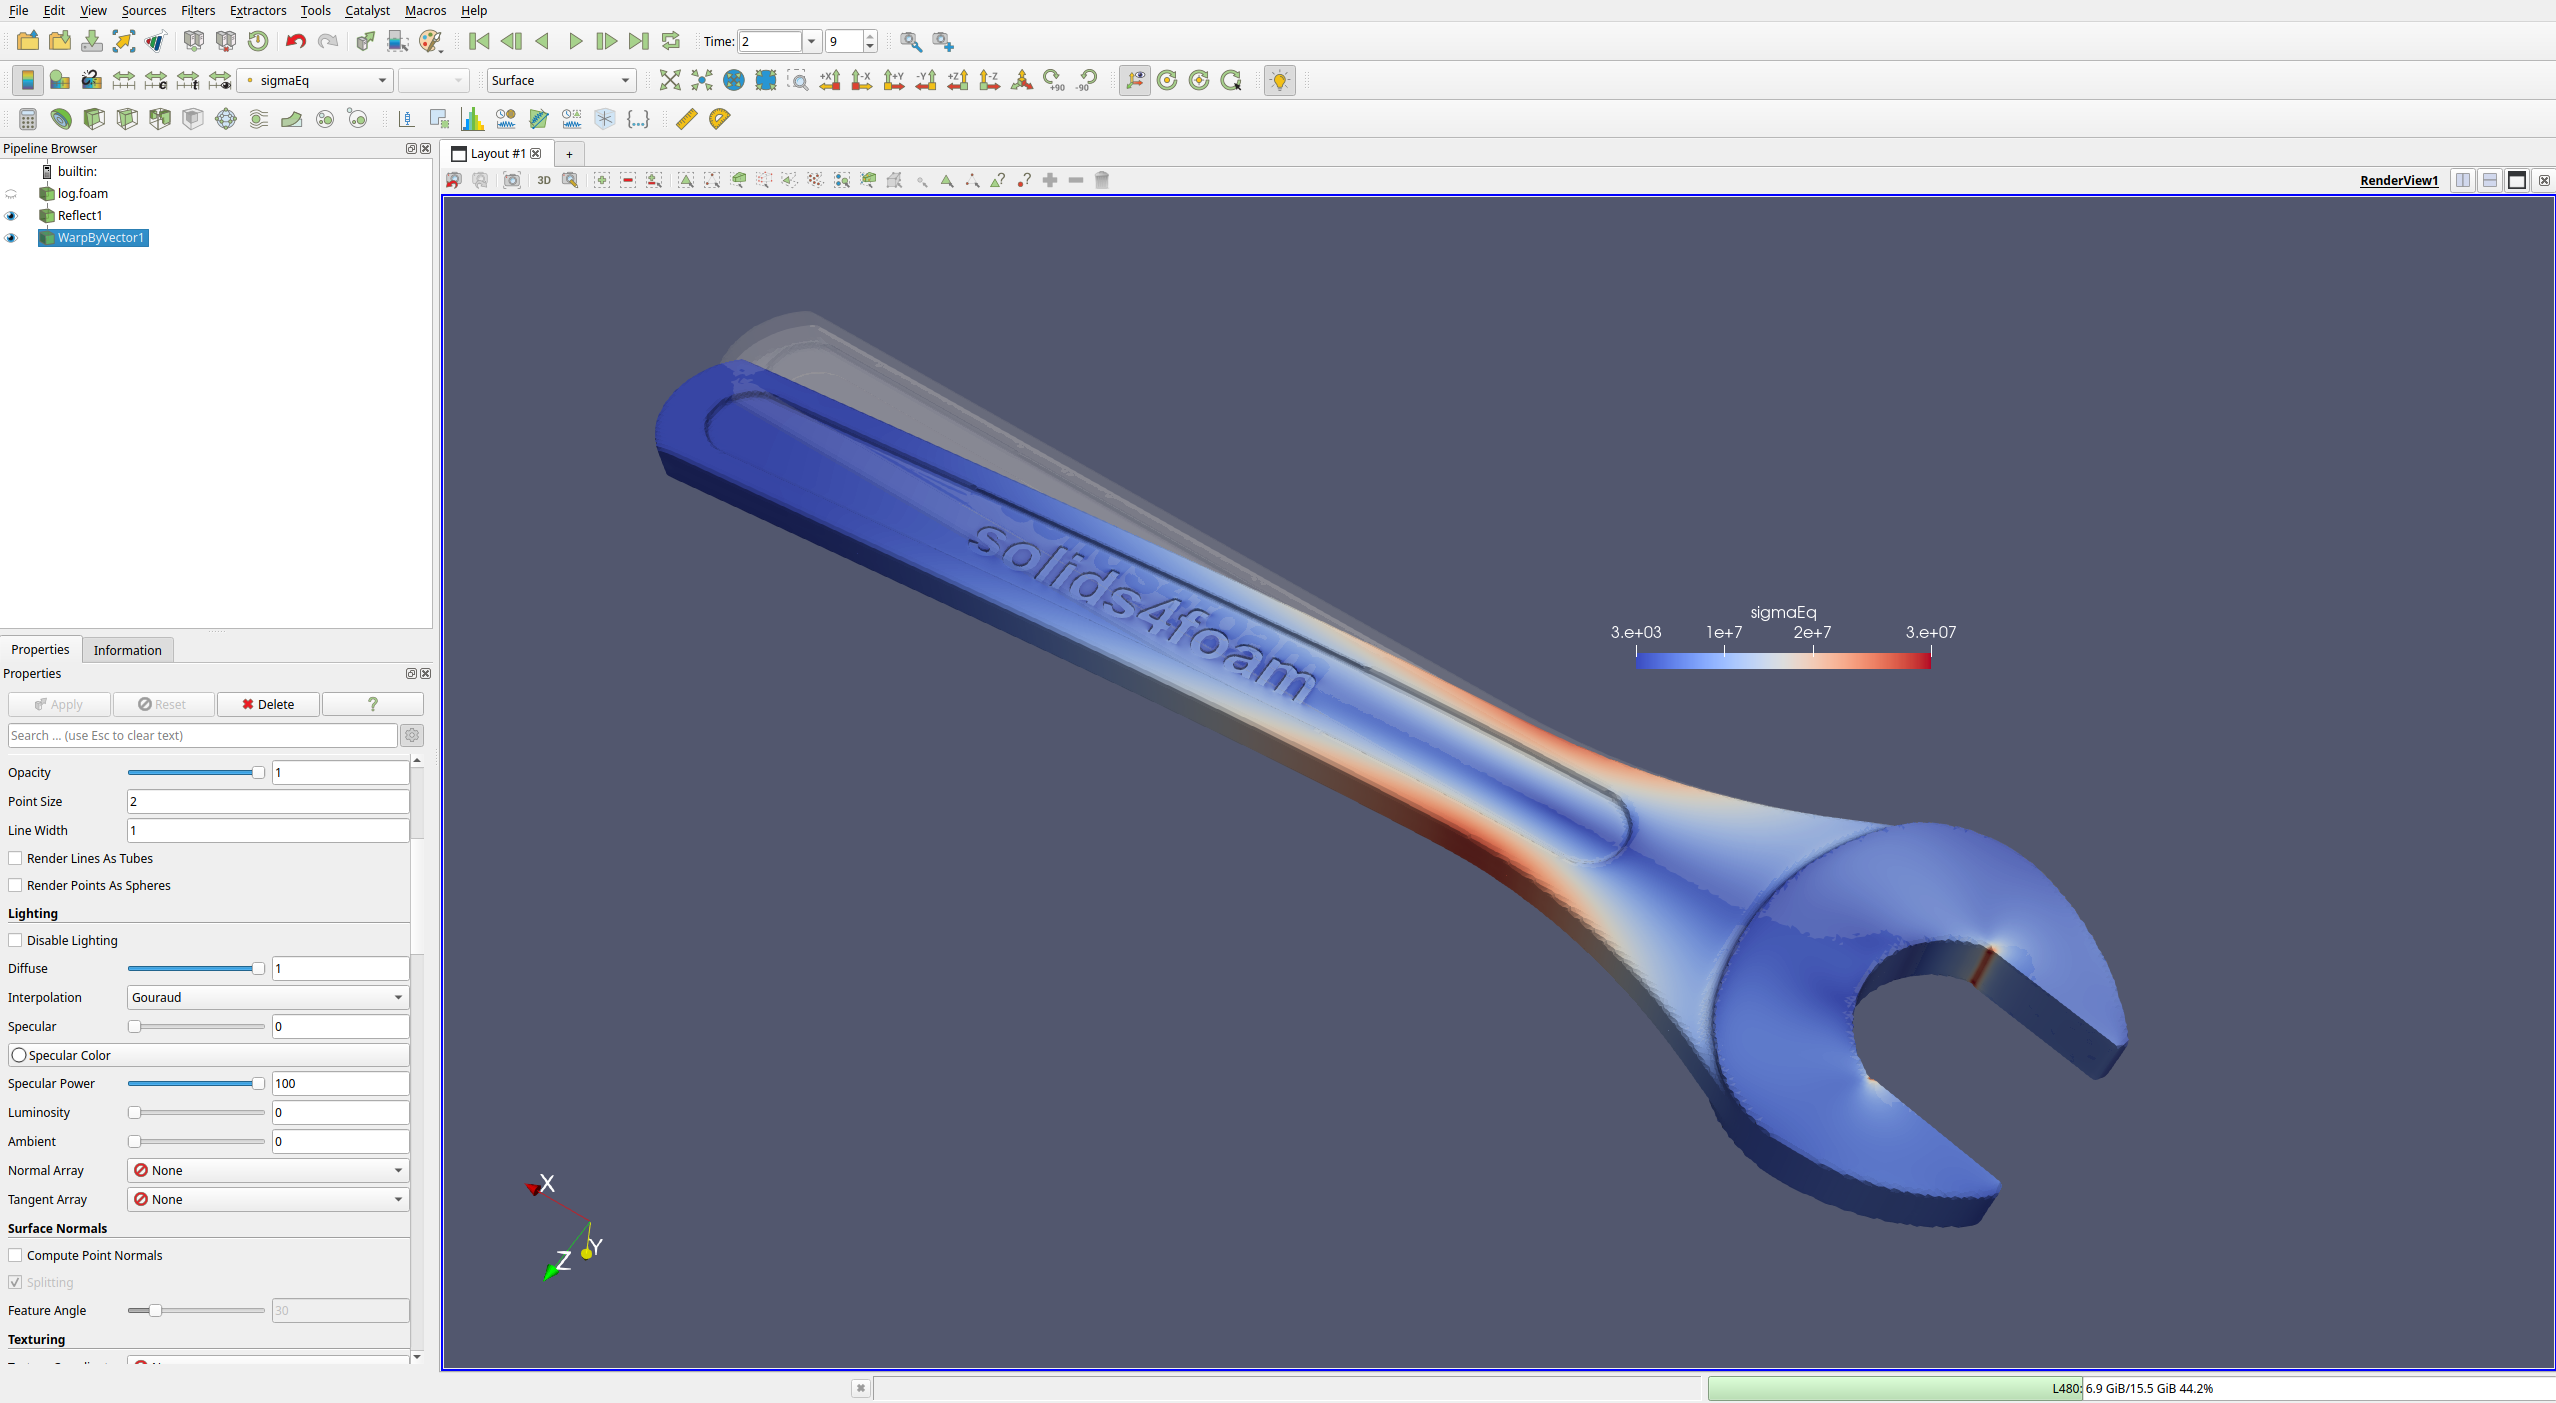 File Edit View Sources Filters Extractors Tools Catalyst Macros Help
Time: 2 9
sigmaEq Surface +X -X +Y -Y +Z -Z +90 -90
Pipeline Browser
Layout #1 +
builtin:
3D
RenderView1
log.foam
Reflect1
WarpByVector1
solids4foam
sigmaEq
3.e+03 1e+7 2e+7 3.e+07
Properties Information
Properties
Apply Reset Delete ?
Search ... (use Esc to clear text)
Opacity 1
Point Size 2
Line Width 1
Render Lines As Tubes
Render Points As Spheres
Lighting
Disable Lighting
Diffuse 1
Interpolation Gouraud
Specular 0
Specular Color
Specular Power 100
Luminosity 0
Ambient 0
Normal Array None
Tangent Array None
Surface Normals
Compute Point Normals
Splitting
Feature Angle 30
Texturing
X
Y
Z
L480: 6.9 GiB/15.5 GiB 44.2%